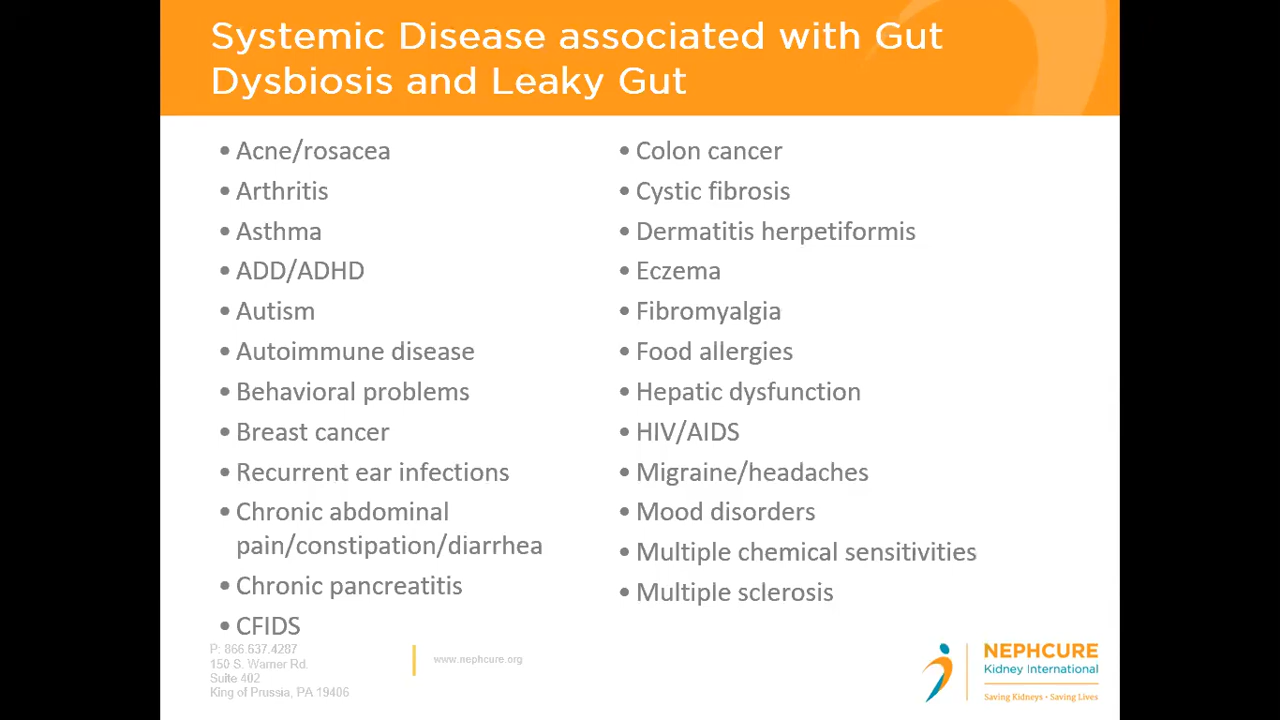 Systemic Disease associated with Gut
Dysbiosis and Leaky Gut
• Acne/rosacea
• Arthritis
• Asthma
• ADD/ADHD
• Autism
• Autoimmune disease
• Behavioral problems
• Breast cancer
• Recurrent ear infections
• Chronic abdominal
pain/constipation/diarrhea
• Chronic pancreatitis
• CFIDS
• Colon cancer
• Cystic fibrosis
• Dermatitis herpetiformis
• Eczema
• Fibromyalgia
• Food allergies
• Hepatic dysfunction
• HIV/AIDS
• Migraine/headaches
• Mood disorders
• Multiple chemical sensitivities
• Multiple sclerosis
P: 866.637.4287
150 S. Warner Rd.
Suite 402
King of Prussia, PA 19406
www.nephcure.org
NEPHCURE
Kidney International
Saving Kidneys • Saving Lives